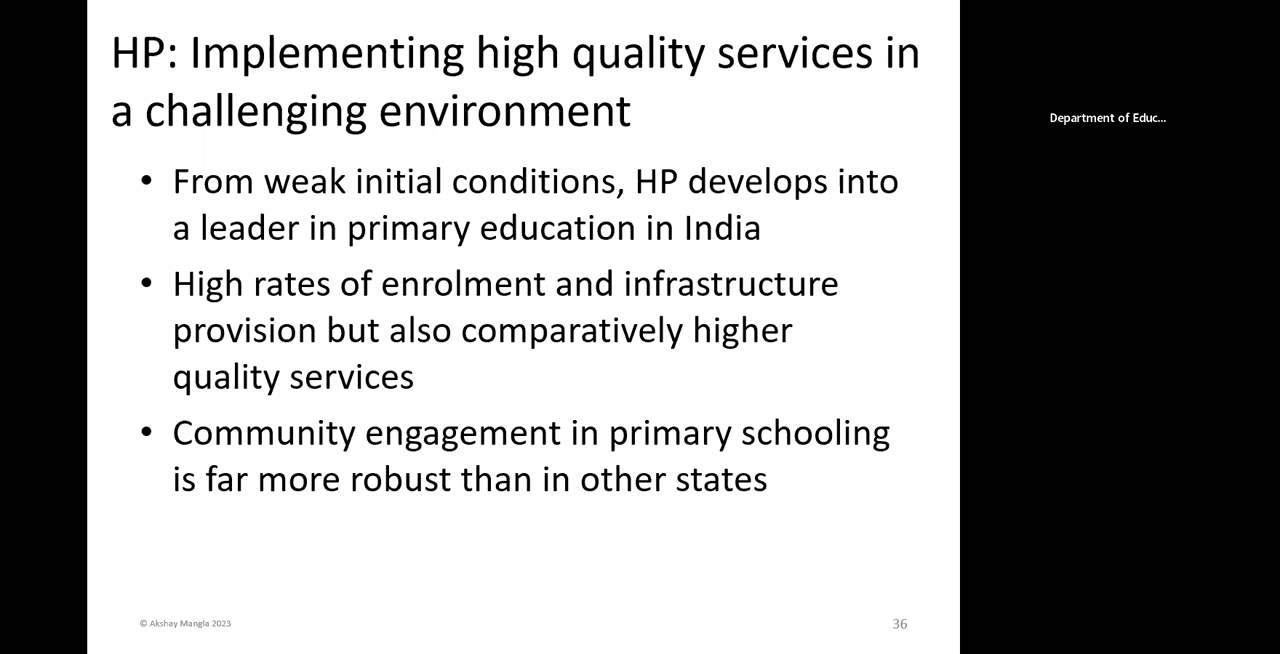 HP: Implementing high quality services in
a challenging environment
• From weak initial conditions, HP develops into
a leader in primary education in India
• High rates of enrolment and infrastructure
provision but also comparatively higher
quality services
• Community engagement in primary schooling
is far more robust than in other states
© Akshay Mangla 2023
36
Department of Educ...